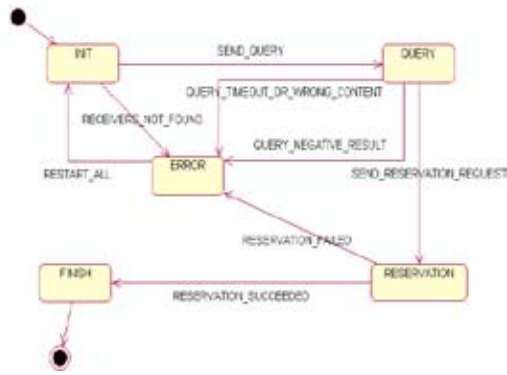 SEND_QUERY
INIT
QUERY
QUERY_TIMEOUT_OR_WRONG_CONTENT
RECEIVERS_NOT_FOUND
QUERY_NEGATIVE_RESULT
ERROR
RESTART_ALL
SEND_RESERVATION_REQUEST
RESERVATION_FAILED
FINISH
RESERVATION
RESERVATION_SUCCEEDED